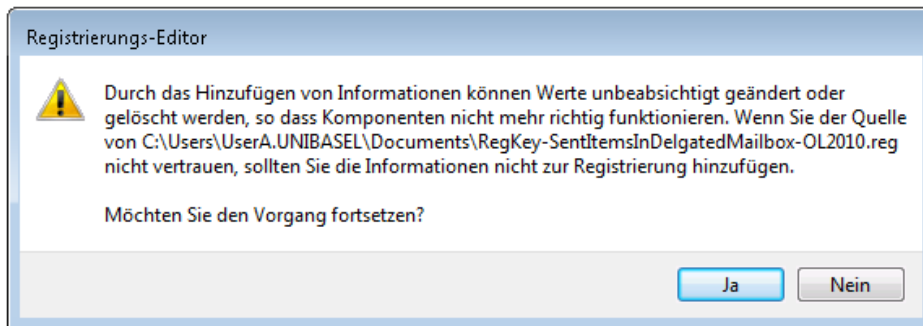 Registrierungs-Editor
Durch das Hinzufügen von Informationen können Werte unbeabsichtigt geändert oder
gelöscht werden, so dass Komponenten nicht mehr richtig funktionieren. Wenn Sie der Quelle
von C:\Users\UserA.UNIBASEL\Documents\RegKey-SentItemsInDelgatedMailbox-OL2010.reg
nicht vertrauen, sollten Sie die Informationen nicht zur Registrierung hinzufügen.
Möchten Sie den Vorgang fortsetzen?
Ja
Nein